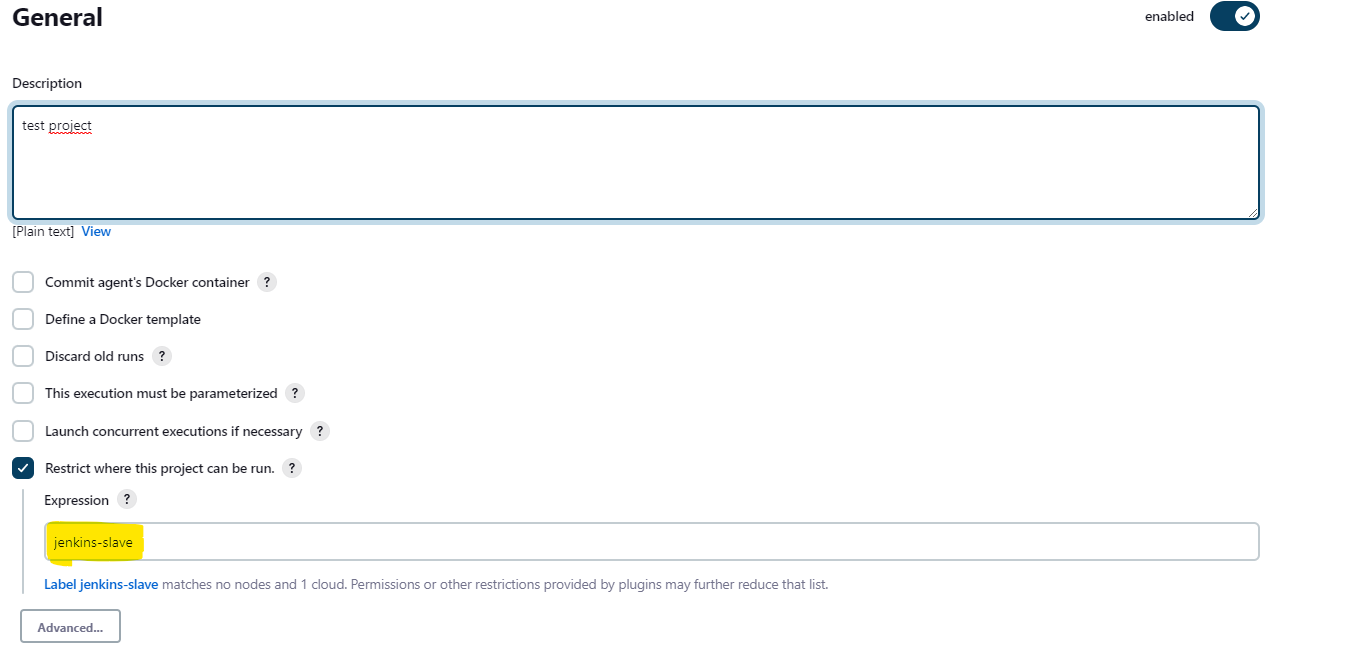 General
enabled
Description
test project
[Plain text] View
Commit agent's Docker container ?
Define a Docker template
Discard old runs ?
This execution must be parameterized ?
Launch concurrent executions if necessary ?
Restrict where this project can be run. ?
Expression ?
jenkins-slave
Label jenkins-slave matches no nodes and 1 cloud. Permissions or other restrictions provided by plugins may further reduce that list.
Advanced...